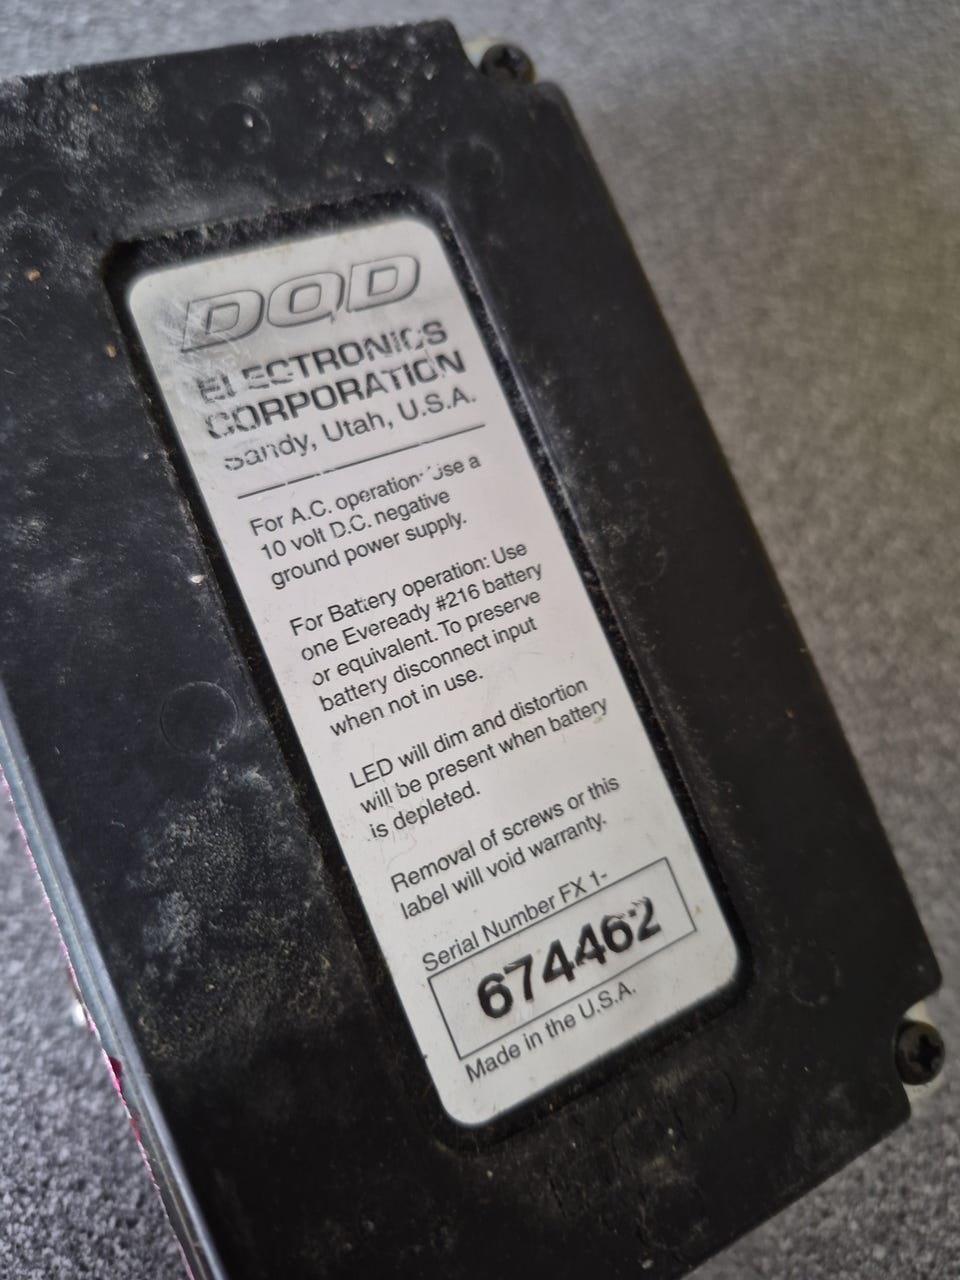 DOD
ELECTRONICS
CORPORATION
Sandy, Utah, U.S.A.
For A.C. operation: Use a
10 volt D.C. negative
ground power supply.
For Battery operation: Use
one Eveready #216 battery
or equivalent. To preserve
battery disconnect input
when not in use.
LED will dim and distortion
will be present when battery
is depleted.
Removal of screws or this
label will void warranty.
Serial Number FX 1-
674462
Made in the U.S.A.